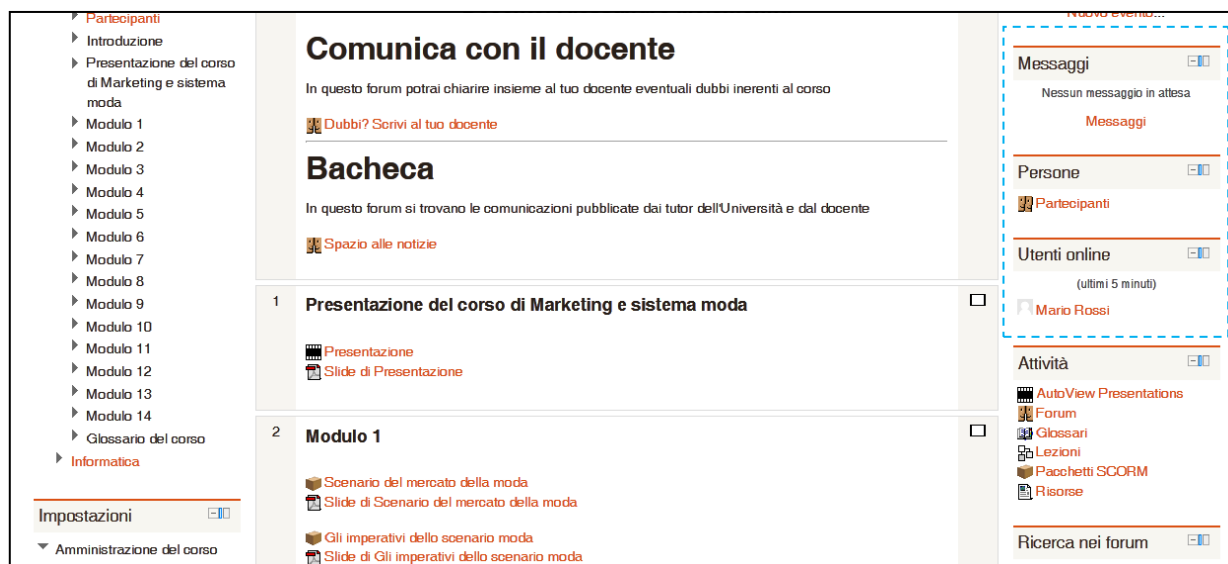 Partecipanti
Introduzione
Presentazione del corso
di Marketing e sistema
moda
Modulo 1
Modulo 2
Modulo 3
Modulo 4
Modulo 5
Modulo 6
Modulo 7
Modulo 8
Modulo 9
Modulo 10
Modulo 11
Modulo 12
Modulo 13
Modulo 14
Glossario del corso
Informatica
Impostazioni
Amministrazione del corso
Comunica con il docente
In questo forum potrai chiarire insieme al tuo docente eventuali dubbi inerenti al corso
Dubbi? Scrivi al tuo docente
Bacheca
In questo forum si trovano le comunicazioni pubblicate dai tutor dell'Università e dal docente
Spazio alle notizie
1
Presentazione del corso di Marketing e sistema moda
Presentazione
Slide di Presentazione
2
Modulo 1
Scenario del mercato della moda
Slide di Scenario del mercato della moda
Gli imperativi dello scenario moda
Slide di Gli imperativi dello scenario moda
Nuovo evento...
Messaggi
Nessun messaggio in attesa
Messaggi
Persone
Partecipanti
Utenti online
(ultimi 5 minuti)
Mario Rossi
Attività
AutoView Presentations
Forum
Glossari
Lezioni
Pacchetti SCORM
Risorse
Ricerca nei forum